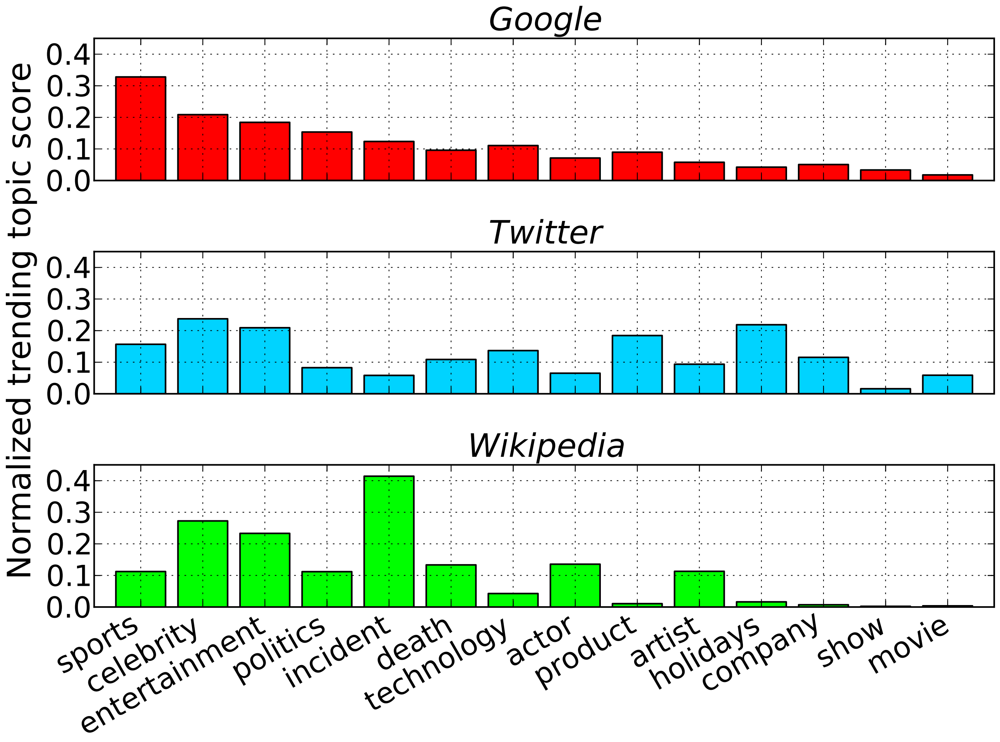 Normalized trending topic score
Google
0.4
0.3
0.2
0.1
0.0
Twitter
0.4
0.3
0.2
0.1
0.0
Wikipedia
0.4
0.3
0.2
0.1
0.0
sports
celebrity
entertainment
politics
incident
death
technology
actor
product
artist
holidays
company
show
movie